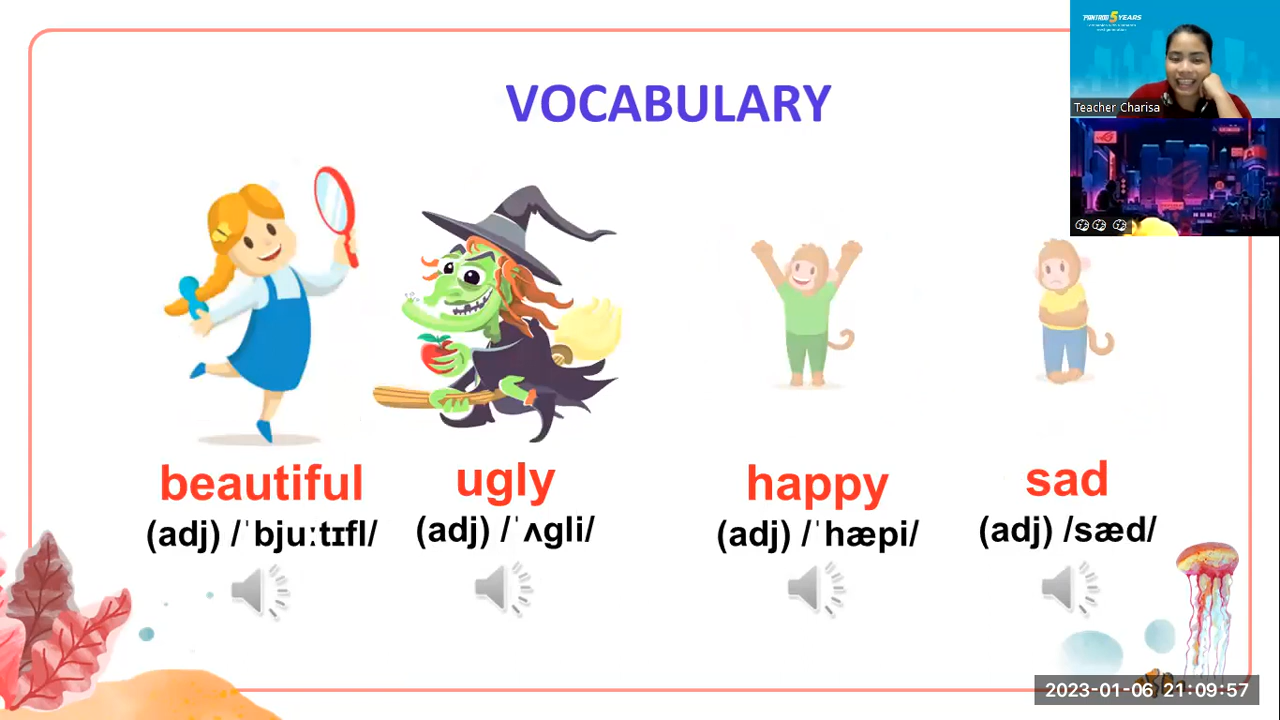 VOCABULARY
PANTADO 5 YEARS
Teacher Charisa
beautiful
(adj) /ˈbjuːtɪfl/
ugly
(adj) /ˈʌgli/
happy
(adj) /ˈhæpi/
sad
(adj) /sæd/
2023-01-06 21:09:57